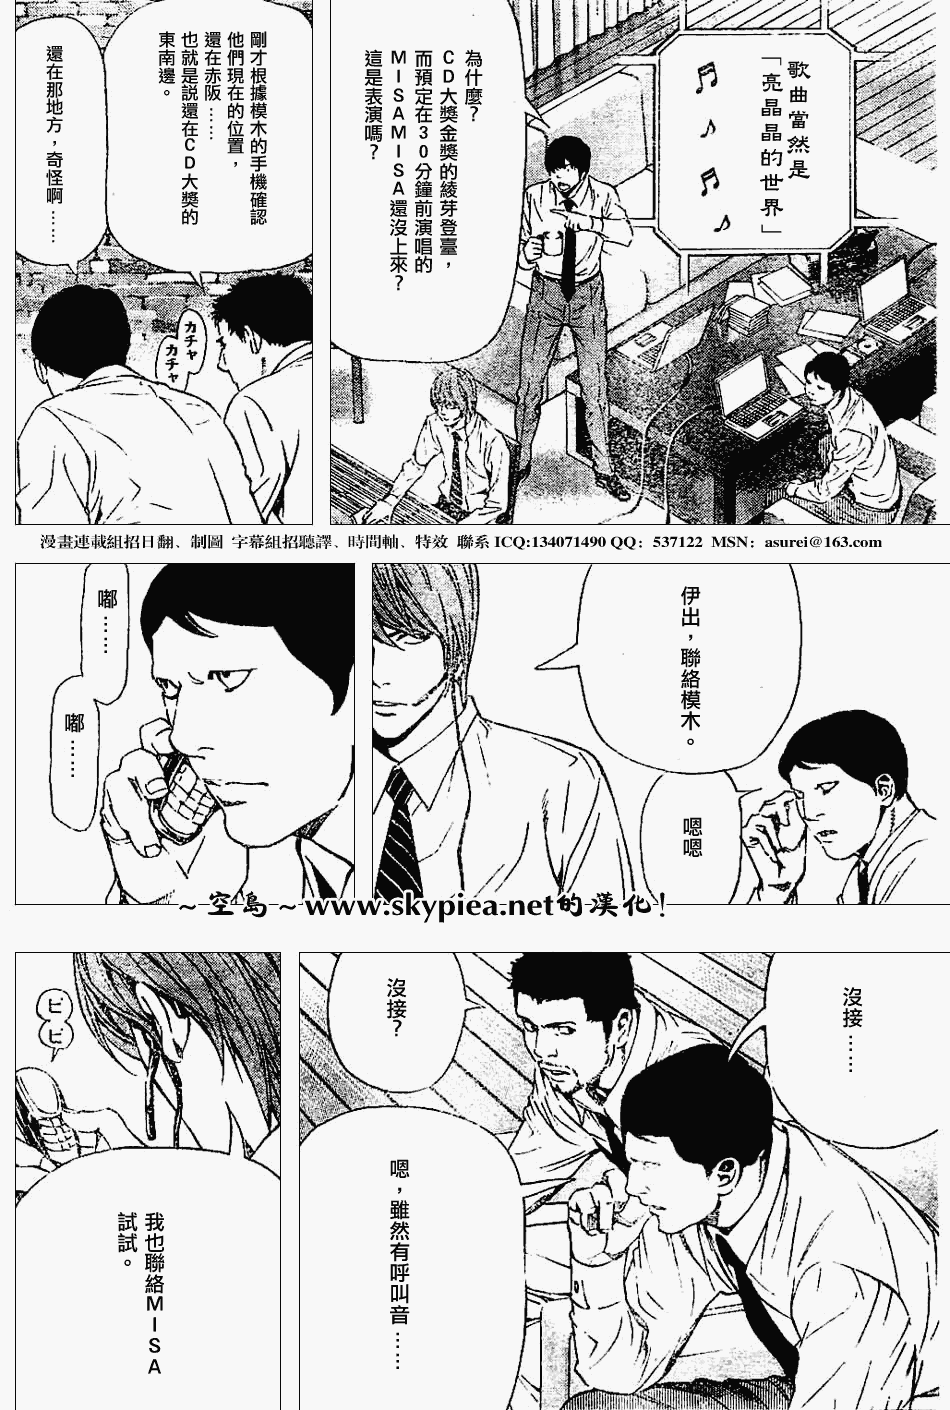 歌曲當然是
「亮晶晶的世界」
為什麼？
CD大獎金獎的綾芽登臺，
而預定在30分鐘前演唱的
MISAMISA還沒上來？
這是表演嗎？
剛才根據模木的手機確認
他們現在的位置，
還在赤阪……
也就是説還在CD大獎的
東南邊。
還在那地方，奇怪啊……
カチャ
カチャ
漫畫連載組招日翻、制圖 字幕組招聽譯、時間軸、特效 聯系ICQ:134071490 QQ：537122 MSN：asurei@163.com
伊出，聯絡模木。
嗯嗯
嘟……
嘟……
～空島～www.skypiea.net的漢化!
沒接……
沒接？
嗯，雖然有呼叫音……
ピ
ピ
我也聯絡MISA
試試。